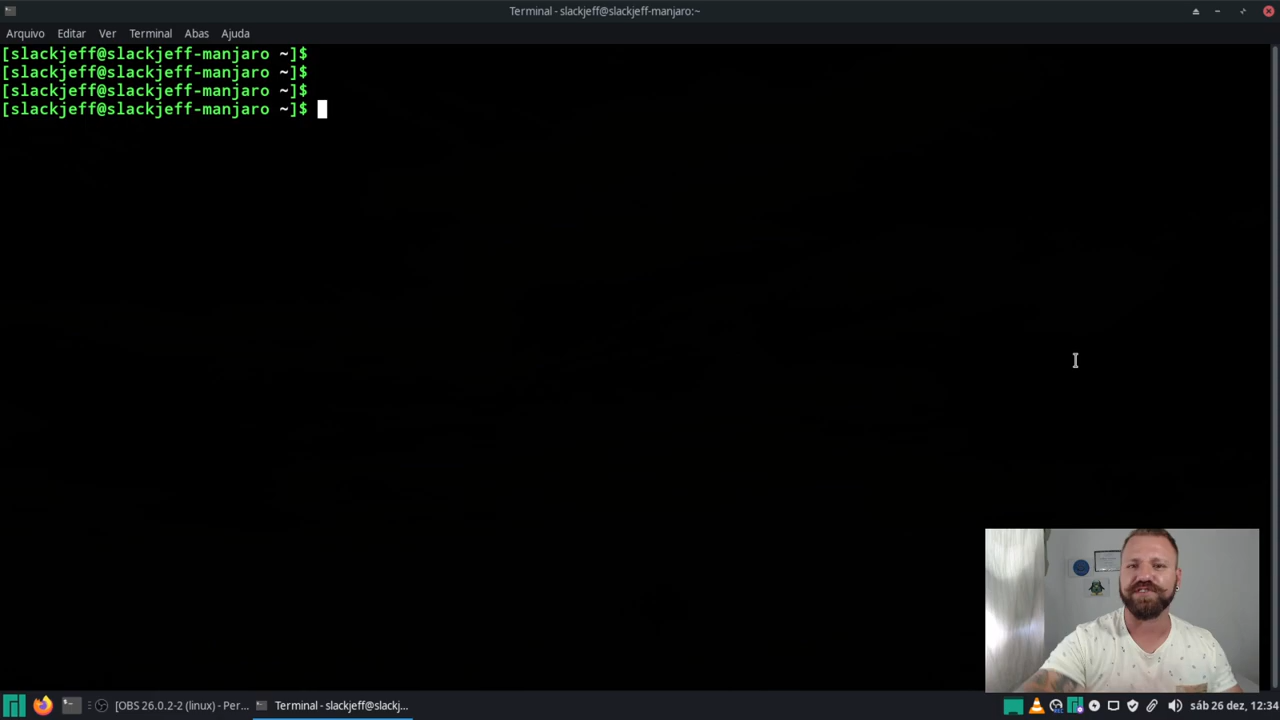 Terminal - slackjeff@slackjeff-manjaro:~
Arquivo Editar Ver Terminal Abas Ajuda
[slackjeff@slackjeff-manjaro ~]$
[slackjeff@slackjeff-manjaro ~]$
[slackjeff@slackjeff-manjaro ~]$
[slackjeff@slackjeff-manjaro ~]$
[OBS 26.0.2-2 (linux) - Per... Terminal - slackjeff@slackj... sáb 26 dez, 12:34